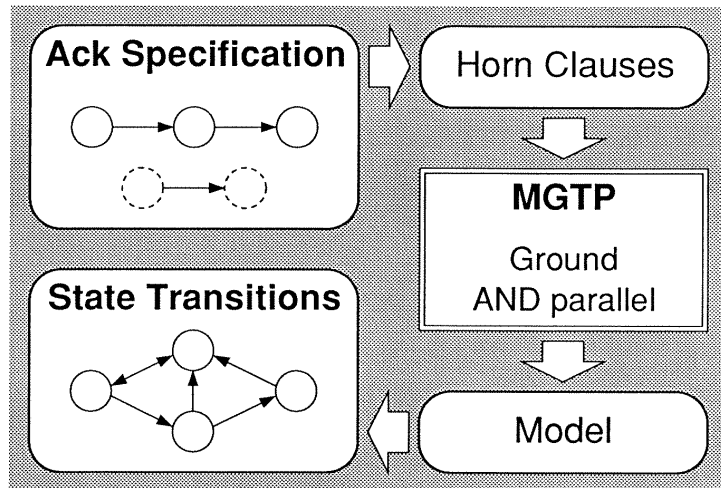 Ack Specification
Horn Clauses
MGTP
Ground
AND parallel
State Transitions
Model